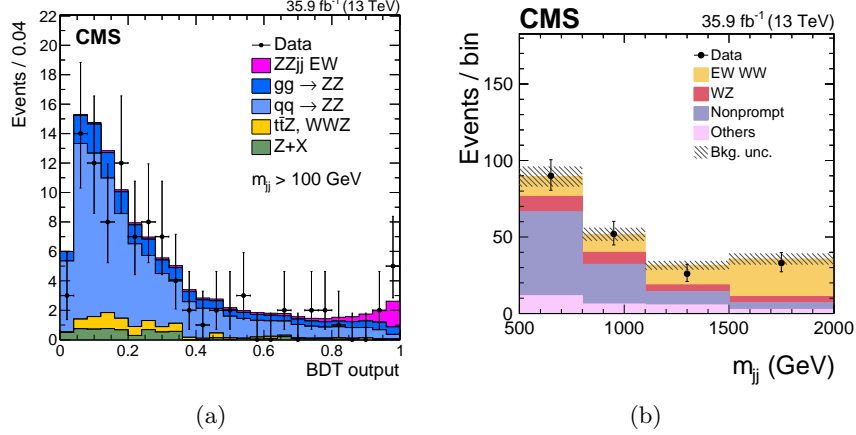 35.9 fb⁻¹ (13 TeV)
CMS
Events / 0.04
22
20
18
16
14
12
10
8
6
4
2
0
Data
ZZjj EW
gg → ZZ
qq → ZZ
tt̄Z, WWZ
Z+X
m_jj > 100 GeV
0 0.2 0.4 0.6 0.8 1
BDT output
(a)
CMS
35.9 fb⁻¹ (13 TeV)
Events / bin
150
100
50
0
Data
EW WW
WZ
Nonprompt
Others
Bkg. unc.
500 1000 1500 2000
m_jj (GeV)
(b)